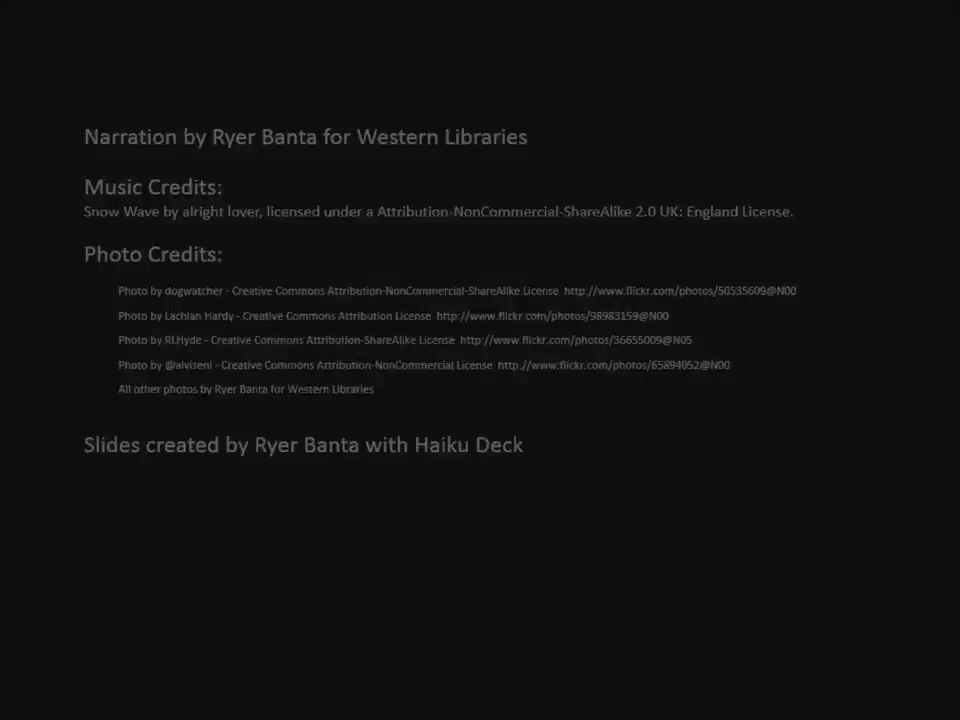 Narration by Ryer Banta for Western Libraries
Music Credits:
Snow Wave by alright lover, licensed under a Attribution-NonCommercial-ShareAlike 2.0 UK: England License.
Photo Credits:
Photo by dogwatcher - Creative Commons Attribution-NonCommercial-ShareAlike License http://www.flickr.com/photos/50535609@N00
Photo by Lachlan Hardy - Creative Commons Attribution License http://www.flickr.com/photos/98983159@N00
Photo by RLHyde - Creative Commons Attribution-ShareAlike License http://www.flickr.com/photos/36655009@N05
Photo by @alviseni - Creative Commons Attribution-NonCommercial License http://www.flickr.com/photos/65894052@N00
All other photos by Ryer Banta for Western Libraries
Slides created by Ryer Banta with Haiku Deck